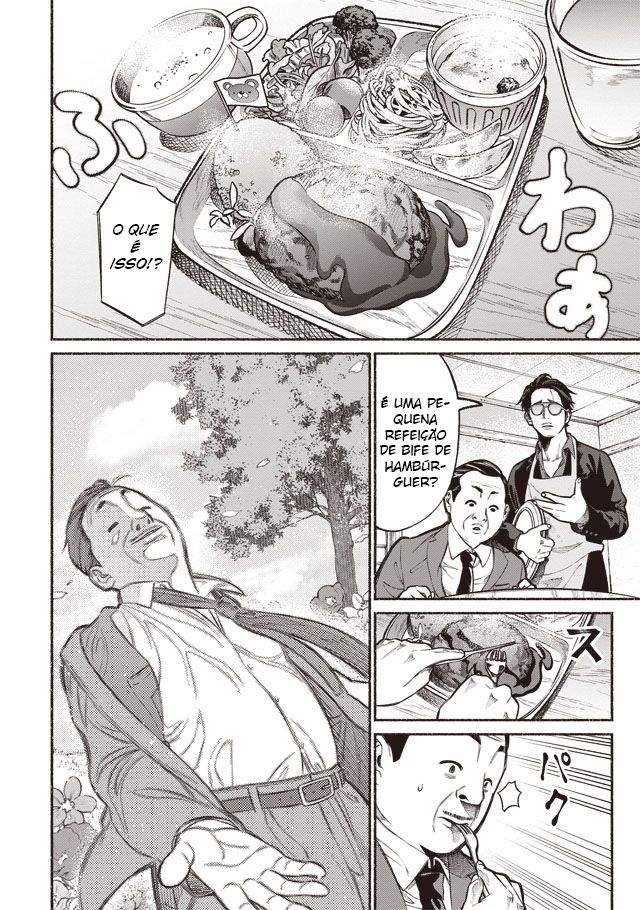 わあ
ふ
O QUE
É
ISSO!?
É UMA PE-
QUENA
REFEIÇÃO
DE BIFE DE
HAMBÚR-
GUER?
ス
パク